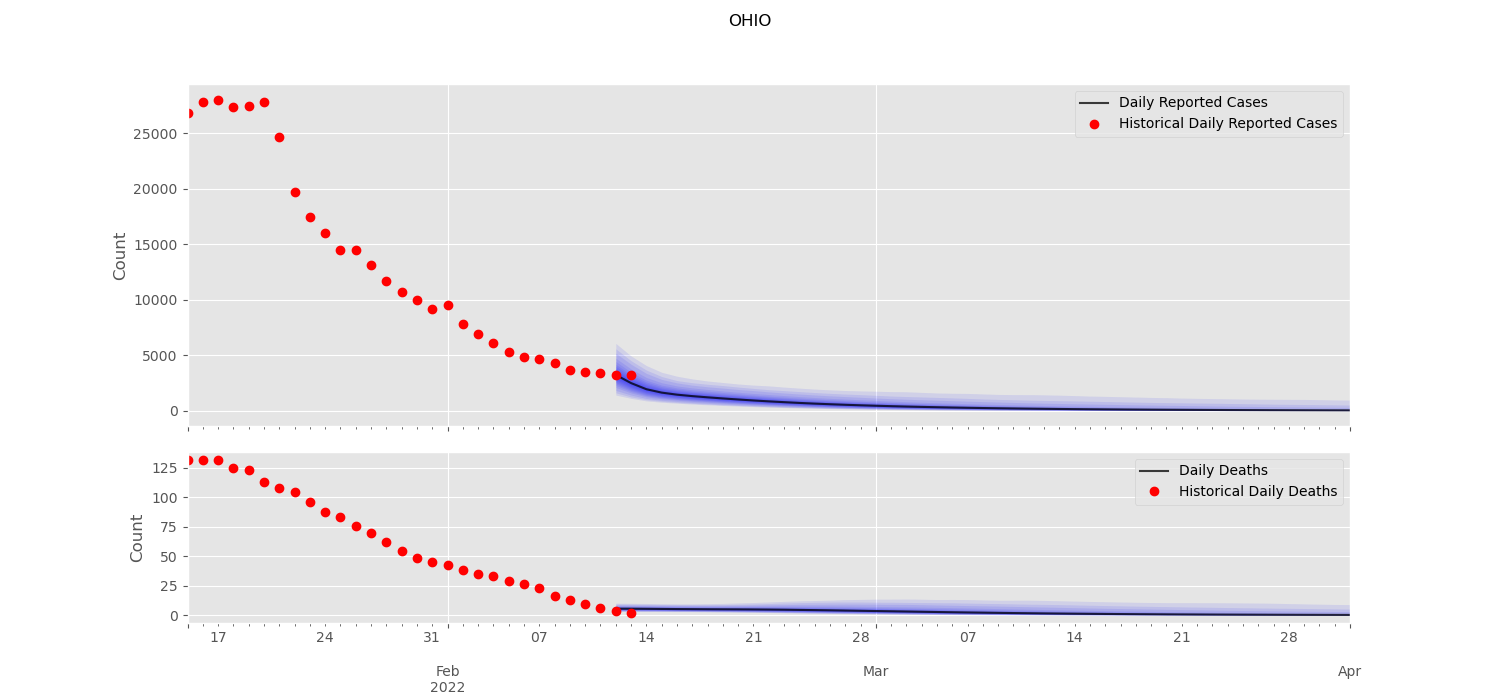 OHIO
Count
25000
20000
15000
10000
5000
0
Daily Reported Cases
Historical Daily Reported Cases
Count
125
100
75
50
25
0
Daily Deaths
Historical Daily Deaths
17 24 31 07 14 21 28 07 14 21 28
Feb Mar Apr
2022